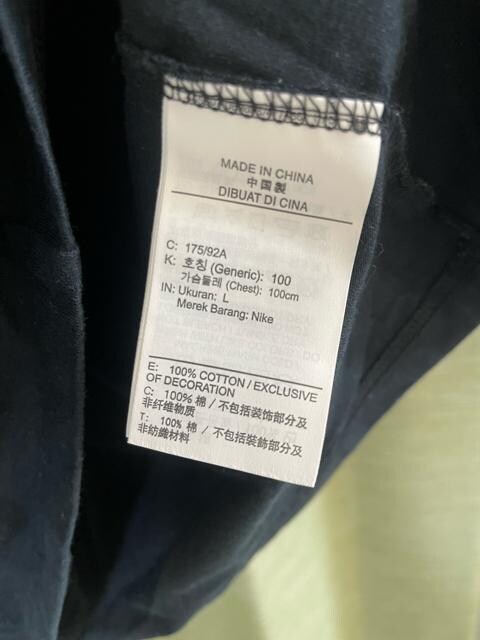 MADE IN CHINA
中国製
DIBUAT DI CINA
C: 175/92A
K: 호칭 (Generic): 100
가슴둘레 (Chest): 100cm
IN: Ukuran: L
Merek Barang: Nike
E: 100% COTTON / EXCLUSIVE
OF DECORATION
C: 100% 棉 / 不包括装饰部分及
非纤维物质
T: 100% 棉 / 不包括裝飾部分及
非紡織材料